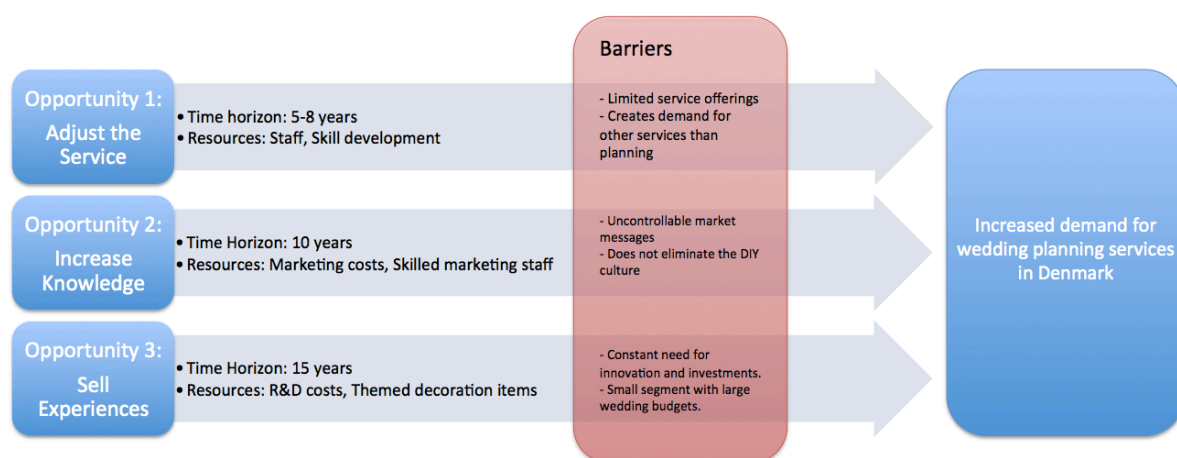 Opportunity 1:
Adjust the
Service
• Time horizon: 5-8 years
• Resources: Staff, Skill development
Barriers
- Limited service offerings
- Creates demand for
other services than
planning
Opportunity 2:
Increase
Knowledge
• Time Horizon: 10 years
• Resources: Marketing costs, Skilled marketing staff
- Uncontrollable market
messages
- Does not eliminate the DIY
culture
Opportunity 3:
Sell
Experiences
• Time Horizon: 15 years
• Resources: R&D costs, Themed decoration items
- Constant need for
innovation and investments.
- Small segment with large
wedding budgets.
Increased demand for
wedding planning services
in Denmark